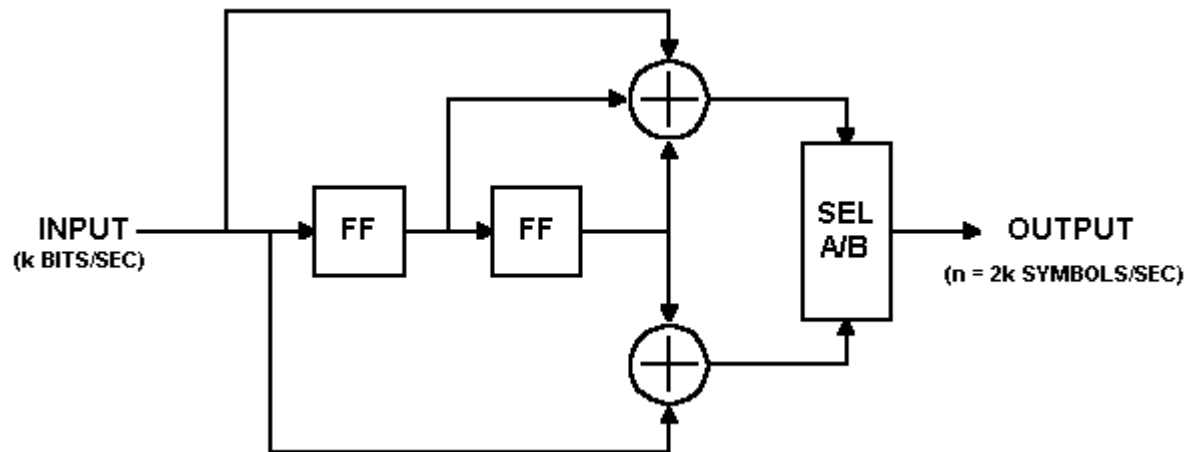 INPUT
(k BITS/SEC)
FF
FF
SEL
A/B
OUTPUT
(n = 2k SYMBOLS/SEC)